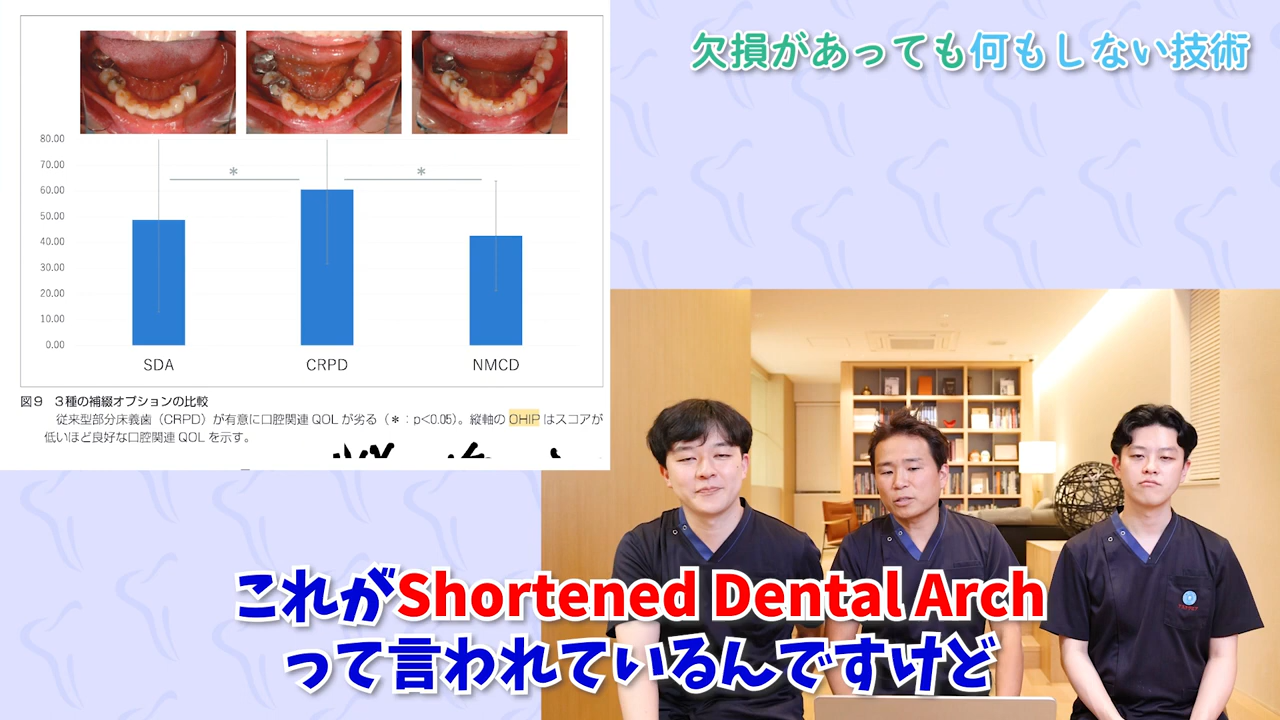 欠損があっても何もしない技術
80.00
70.00
60.00
50.00
40.00
30.00
20.00
10.00
0.00
* *
SDA CRPD NMCD
図9 3種の補綴オプションの比較
従来型部分床義歯（CRPD）が有意に口腔関連QOLが劣る（*：p<0.05）。縦軸のOHIPはスコアが
低いほど良好な口腔関連QOLを示す。
これがShortened Dental Arch
って言われているんですけど